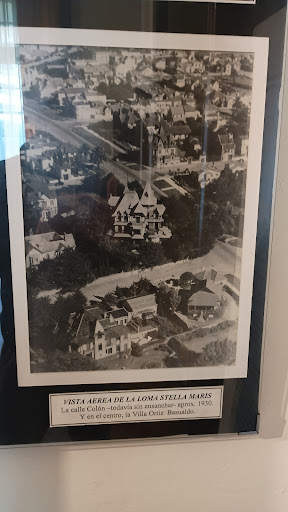 VISTA AEREA DE LA LOMA STELLA MARIS
La calle Colón -todavía sin ensanchar- aprox. 1930.
Y en el centro, la Villa Ortiz Basualdo.